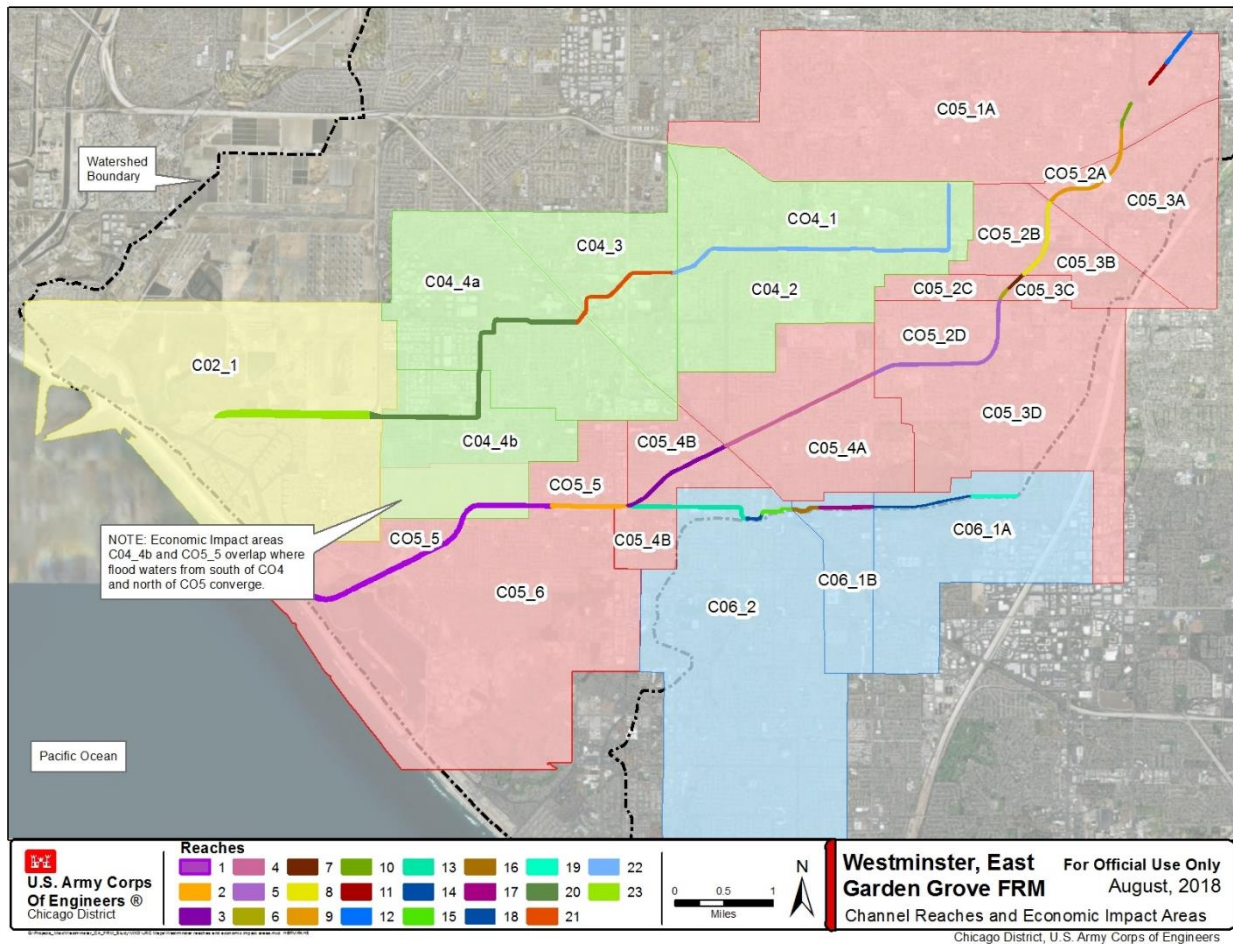 C05_1A
Watershed
Boundary
CO5_2A
C05_3A
CO4_1
C04_3
CO5_2B
C05_3B
C04_4a
C04_2
C05_2C
C05_3C
CO5_2D
C02_1
C05_3D
C04_4b
C05_4B
C05_4A
CO5_5
C06_1A
CO5_5
C05_4B
NOTE: Economic Impact areas
C04_4b and CO5_5 overlap where
flood waters from south of CO4
and north of CO5 converge.
C05_6
C06_1B
C06_2
Pacific Ocean
U.S. Army Corps
Of Engineers ®
Chicago District
Reaches
1 4 7 10 13 16 19 22
2 5 8 11 14 17 20 23
3 6 9 12 15 18 21
N
0 0.5 1
Miles
Westminster, East
Garden Grove FRM
For Official Use Only
August, 2018
Channel Reaches and Economic Impact Areas
Chicago District, U.S. Army Corps of Engineers